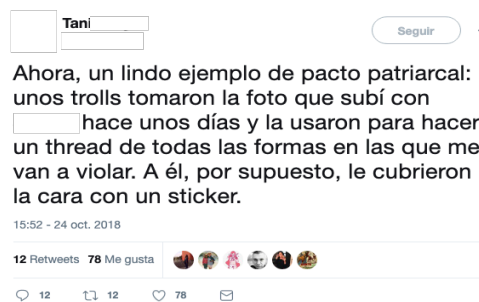 Tani
Seguir
Ahora, un lindo ejemplo de pacto patriarcal:
unos trolls tomaron la foto que subí con
hace unos días y la usaron para hacer
un thread de todas las formas en las que me
van a violar. A él, por supuesto, le cubrieron
la cara con un sticker.
15:52 - 24 oct. 2018
12 Retweets 78 Me gusta
12 12 78